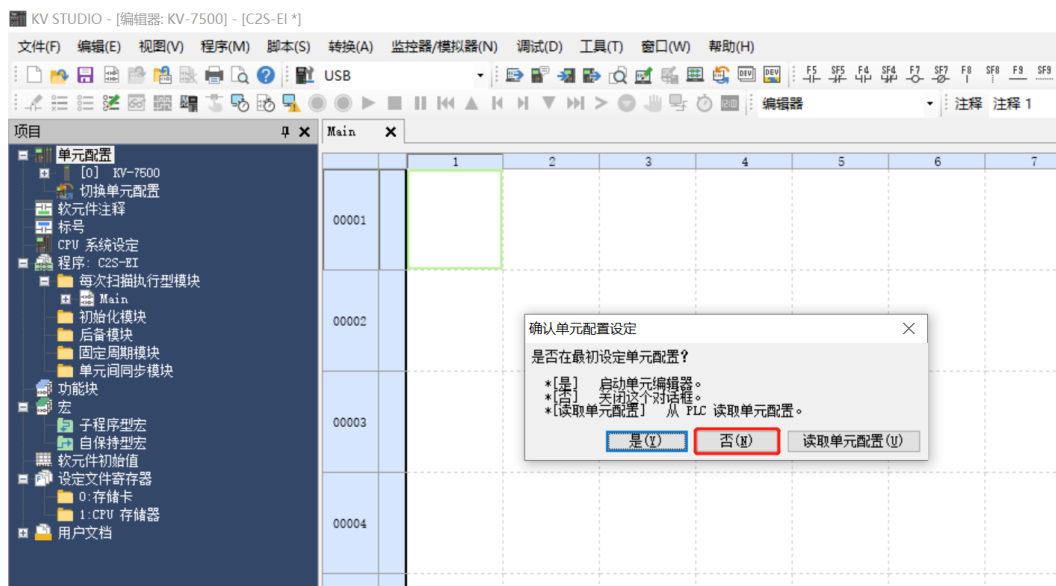 KV STUDIO - [编辑器: KV-7500] - [C2S-EI *]
文件(F) 编辑(E) 视图(V) 程序(M) 脚本(S) 转换(A) 监控器/模拟器(N) 调试(D) 工具(T) 窗口(W) 帮助(H)
USB
F5 SF5 F4 SF4 F7 SF7 F8 SF8 F9 SF9
编辑器 注释 注释 1
项目
Main
单元配置
[0] KV-7500
切换单元配置
软元件注释
标号
CPU 系统设定
程序: C2S-EI
每次扫描执行型模块
Main
初始化模块
后备模块
固定周期模块
单元间同步模块
功能块
宏
子程序型宏
自保持型宏
软元件初始值
设定文件寄存器
0:存储卡
1:CPU 存储器
用户文档
1 2 3 4 5 6 7
00001
00002
00003
00004
确认单元配置设定
是否在最初设定单元配置?
*[是] 启动单元编辑器。
*[否] 关闭这个对话框。
*[读取单元配置] 从 PLC 读取单元配置。
是(Y) 否(N) 读取单元配置(U)